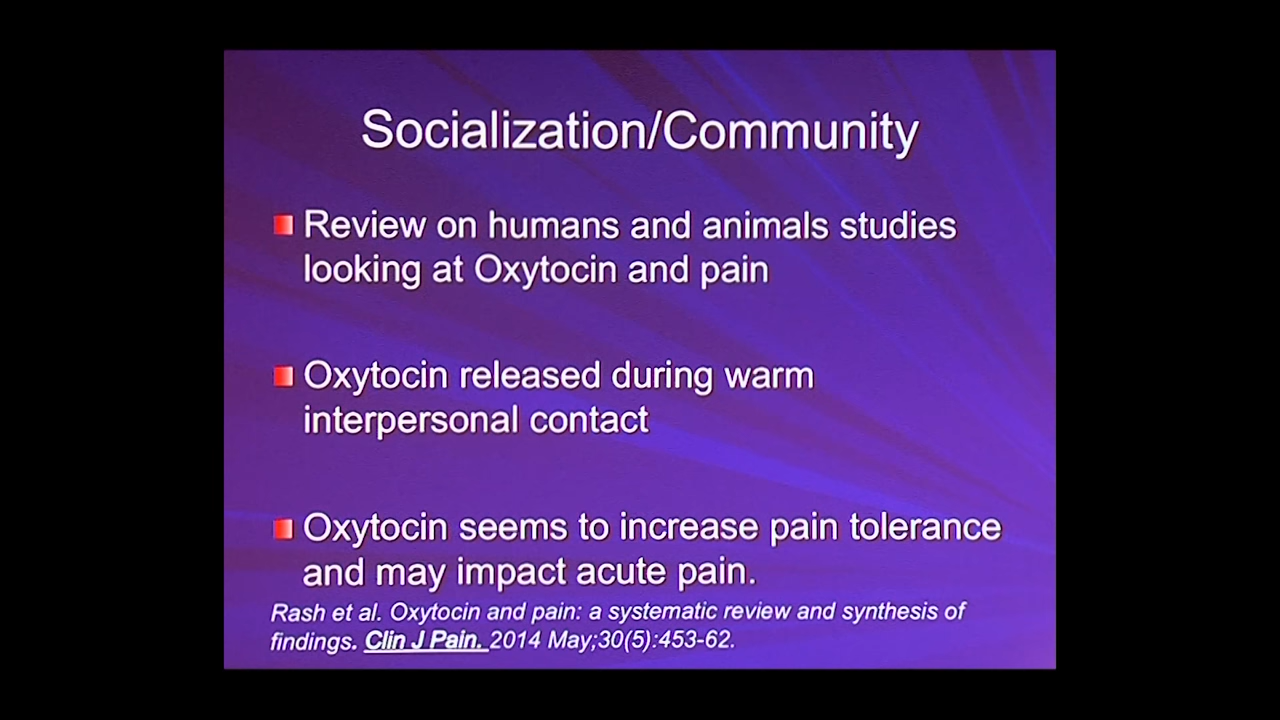 Socialization/Community
Review on humans and animals studies
looking at Oxytocin and pain
Oxytocin released during warm
interpersonal contact
Oxytocin seems to increase pain tolerance
and may impact acute pain.
Rash et al. Oxytocin and pain: a systematic review and synthesis of
findings. Clin J Pain. 2014 May;30(5):453-62.